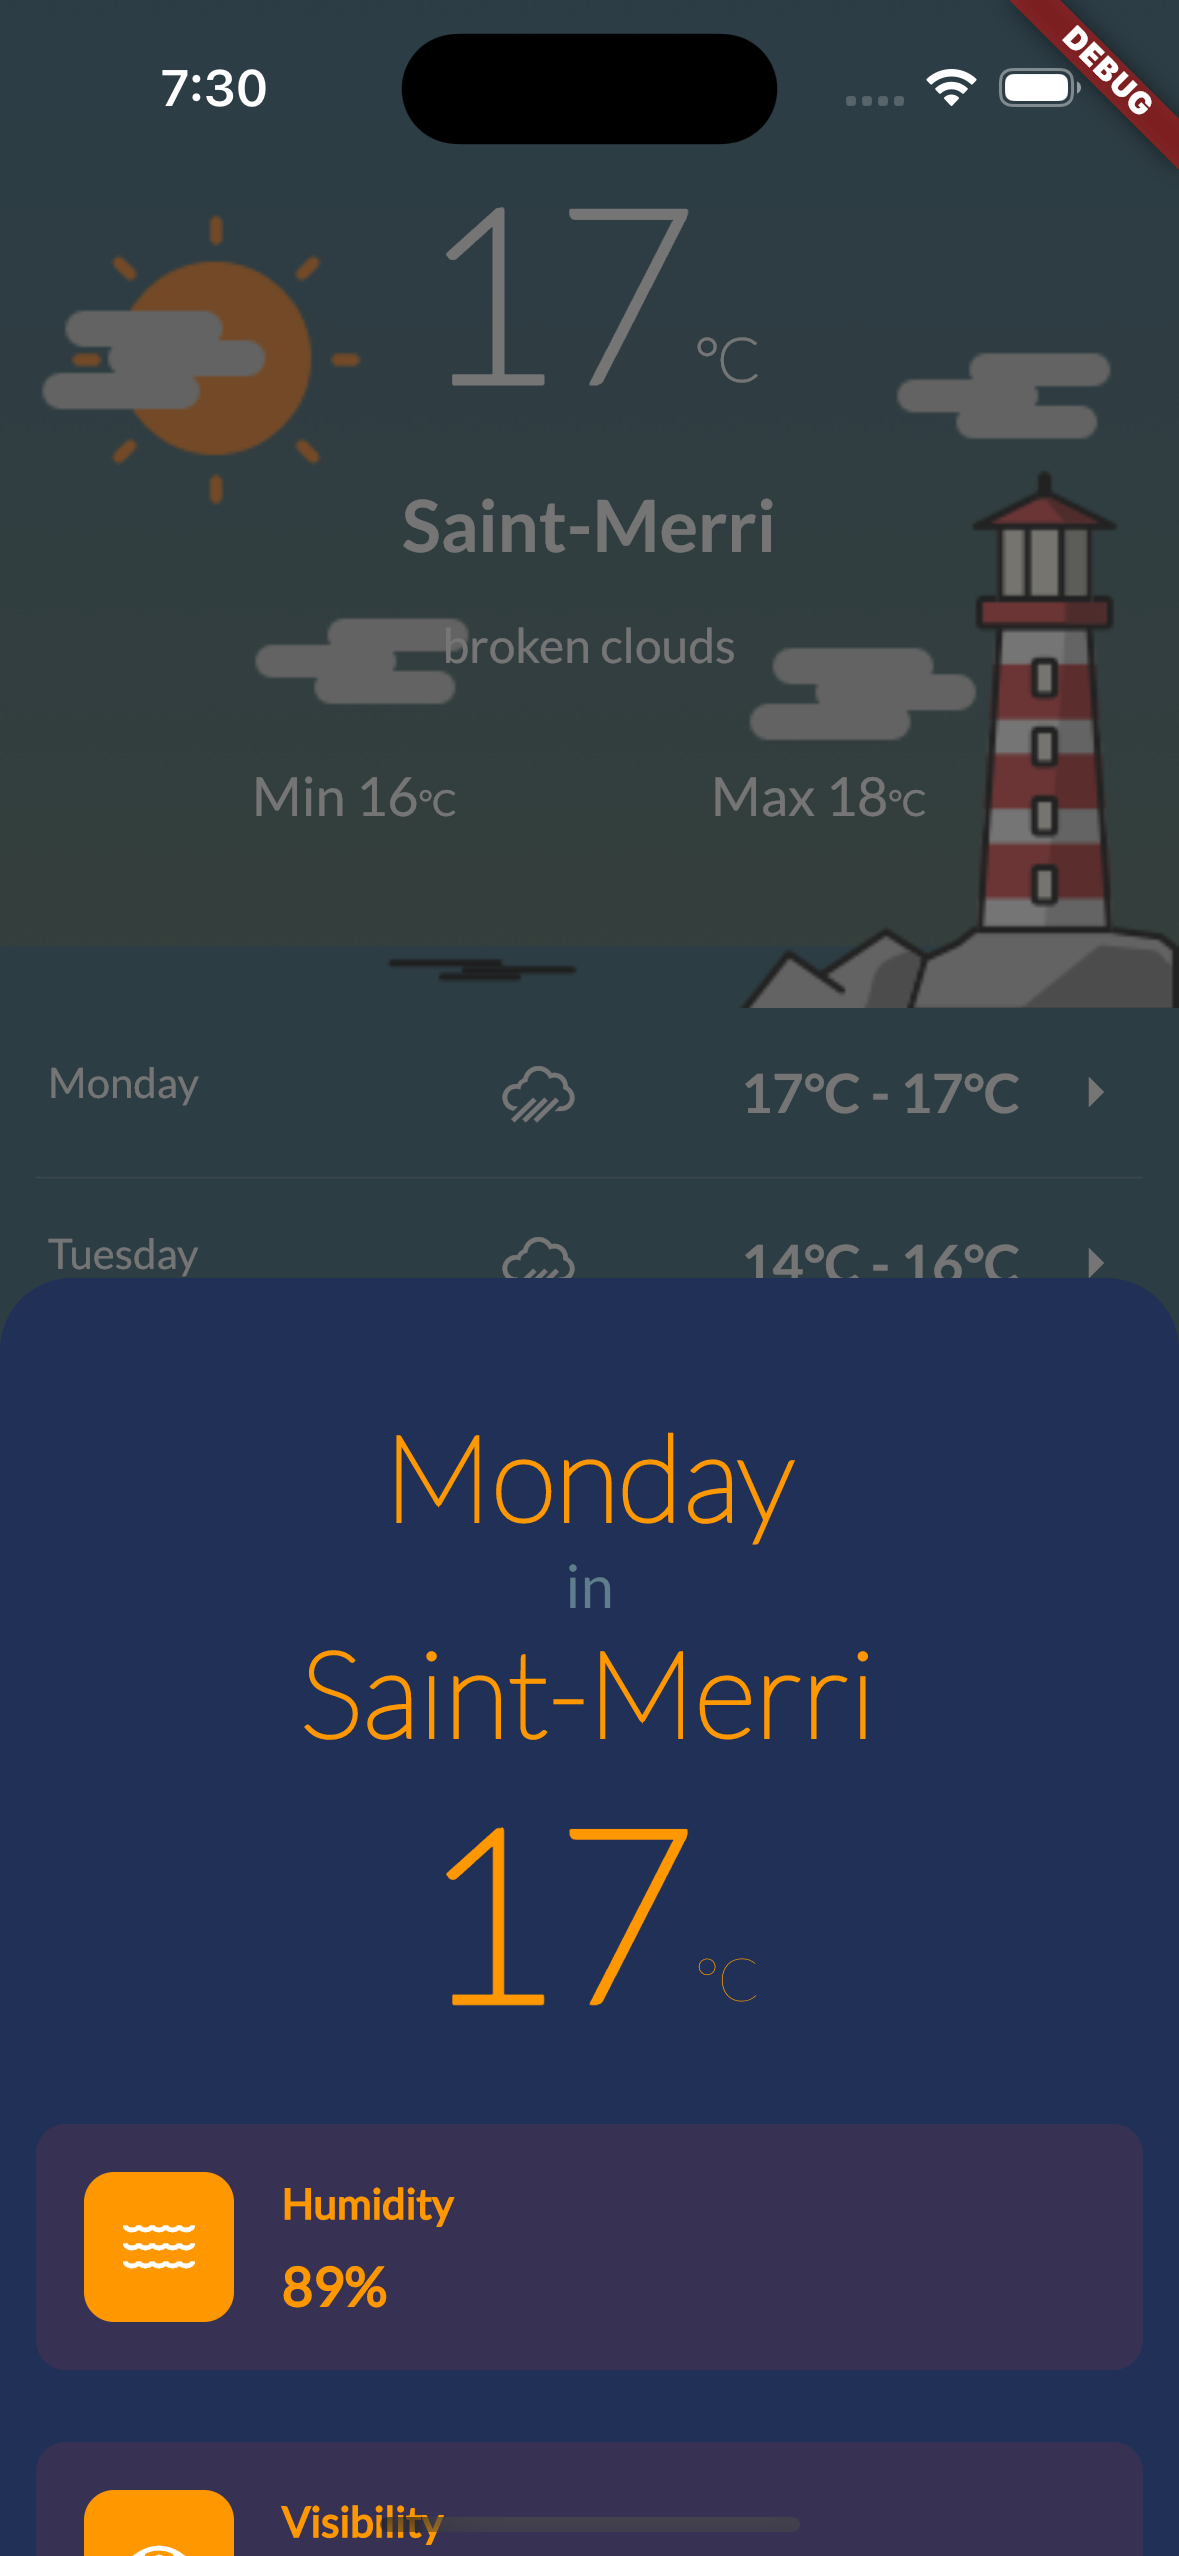 7:30
DEBUG
17 °C
Saint-Merri
broken clouds
Min 16°C
Max 18°C
Monday
17°C - 17°C
Tuesday
14°C - 16°C
Monday
in
Saint-Merri
17 °C
Humidity
89%
Visibility